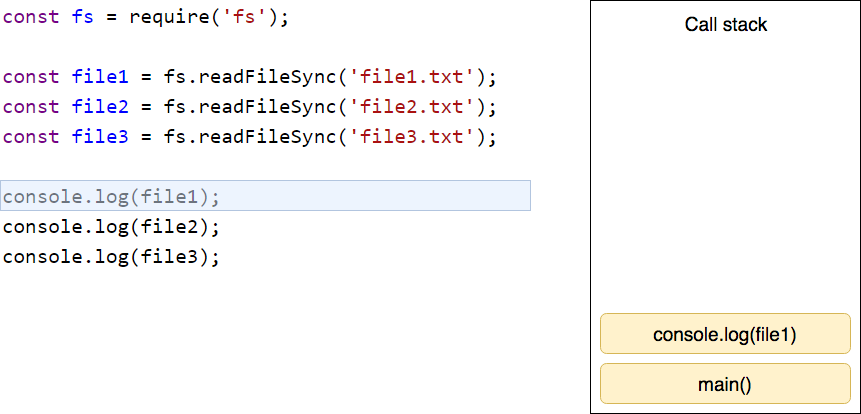 const fs = require('fs');
const file1 = fs.readFileSync('file1.txt');
const file2 = fs.readFileSync('file2.txt');
const file3 = fs.readFileSync('file3.txt');
console.log(file1);
console.log(file2);
console.log(file3);
Call stack
console.log(file1)
main()